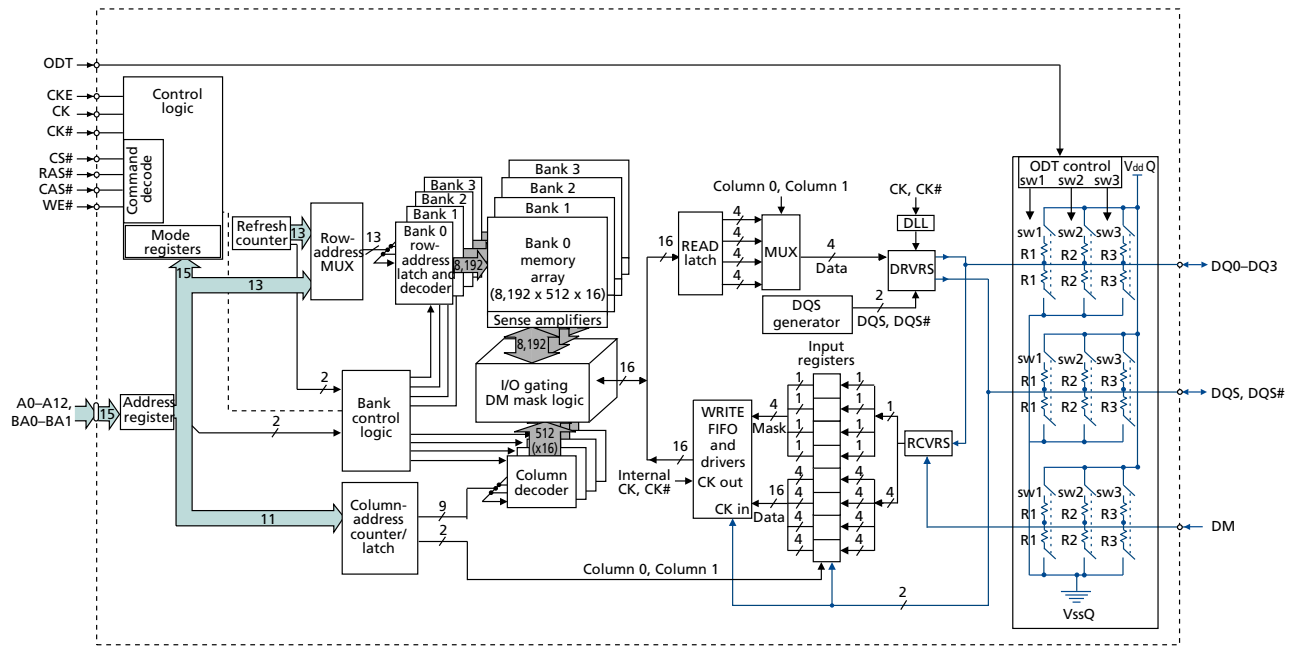 ODT
CKE
CK
CK#
CS#
RAS#
CAS#
WE#
Control
logic
Command
decode
Mode
registers
15
13
Refresh
counter
13
Row-
address
MUX
13
Bank 3
Bank 2
Bank 1
Bank 0
row-
address
latch and
decoder
8,192
Bank 3
Bank 2
Bank 1
Bank 0
memory
array
(8,192 x 512 x 16)
Sense amplifiers
8,192
I/O gating
DM mask logic
16
512
(x16)
Column
decoder
A0–A12,
BA0–BA1
15
Address
register
2
2
Bank
control
logic
11
Column-
address
counter/
latch
9
2
Column 0, Column 1
16
READ
latch
4
4
4
4
Column 0, Column 1
MUX
4
Data
CK, CK#
DLL
DRVRS
DQS
generator
2
DQS, DQS#
Input
registers
16
Internal
CK, CK#
WRITE
FIFO
and
drivers
CK out
CK in
4
Mask
16
Data
1
1
1
1
4
4
4
4
1
1
1
1
4
4
4
4
1
4
RCVRS
2
ODT control
sw1 sw2 sw3
VddQ
sw1 sw2 sw3
R1 R2 R3
R1 R2 R3
DQ0–DQ3
sw1 sw2 sw3
R1 R2 R3
R1 R2 R3
DQS, DQS#
sw1 sw2 sw3
R1 R2 R3
R1 R2 R3
DM
VssQ